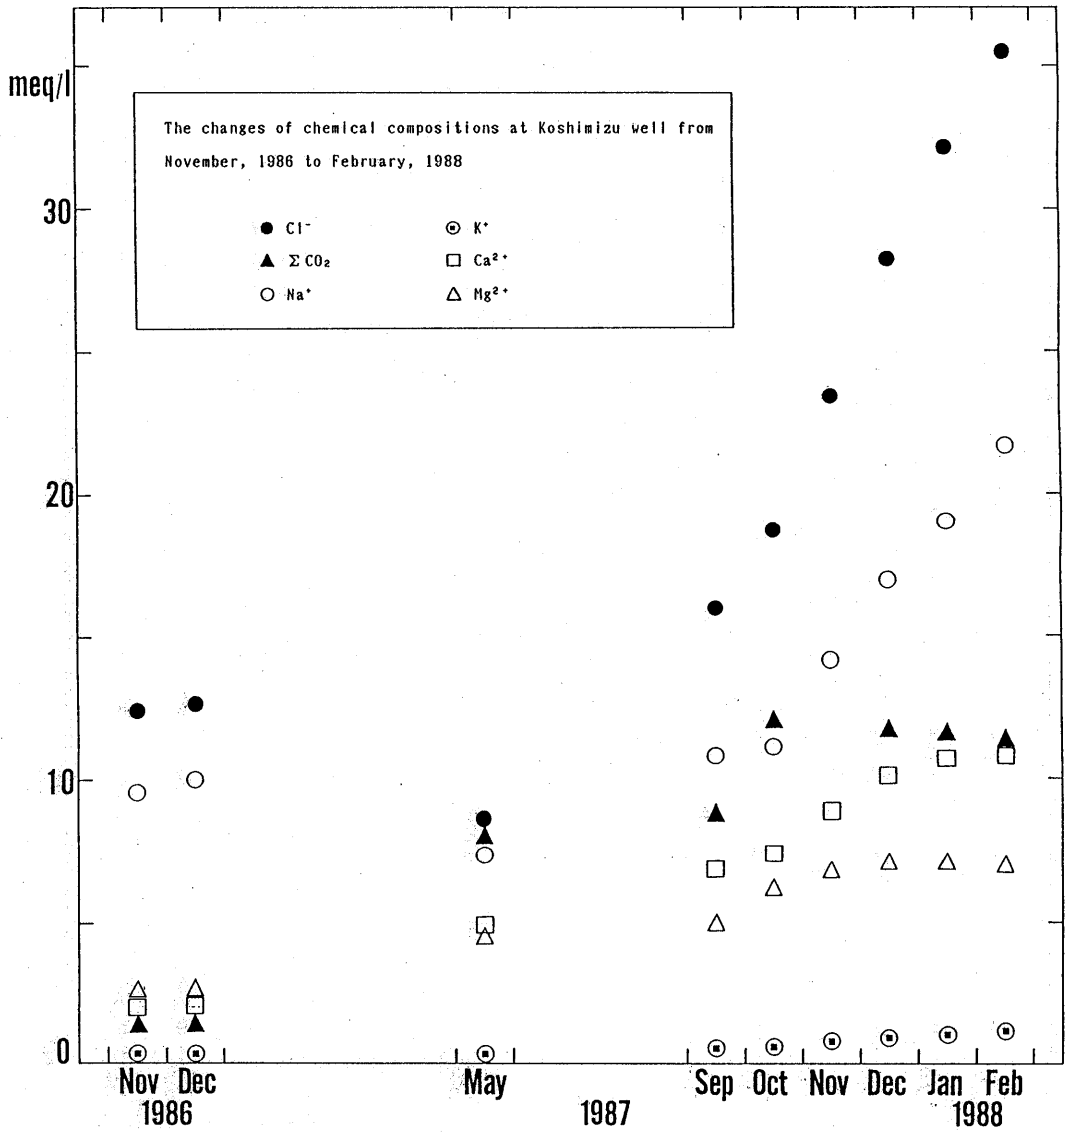 meq/l
The changes of chemical compositions at Koshimizu well from
November, 1986 to February, 1988
Cl⁻
K⁺
ΣCO₂
Ca²⁺
Na⁺
Mg²⁺
30
20
10
0
Nov Dec May Sep Oct Nov Dec Jan Feb
1986 1987 1988